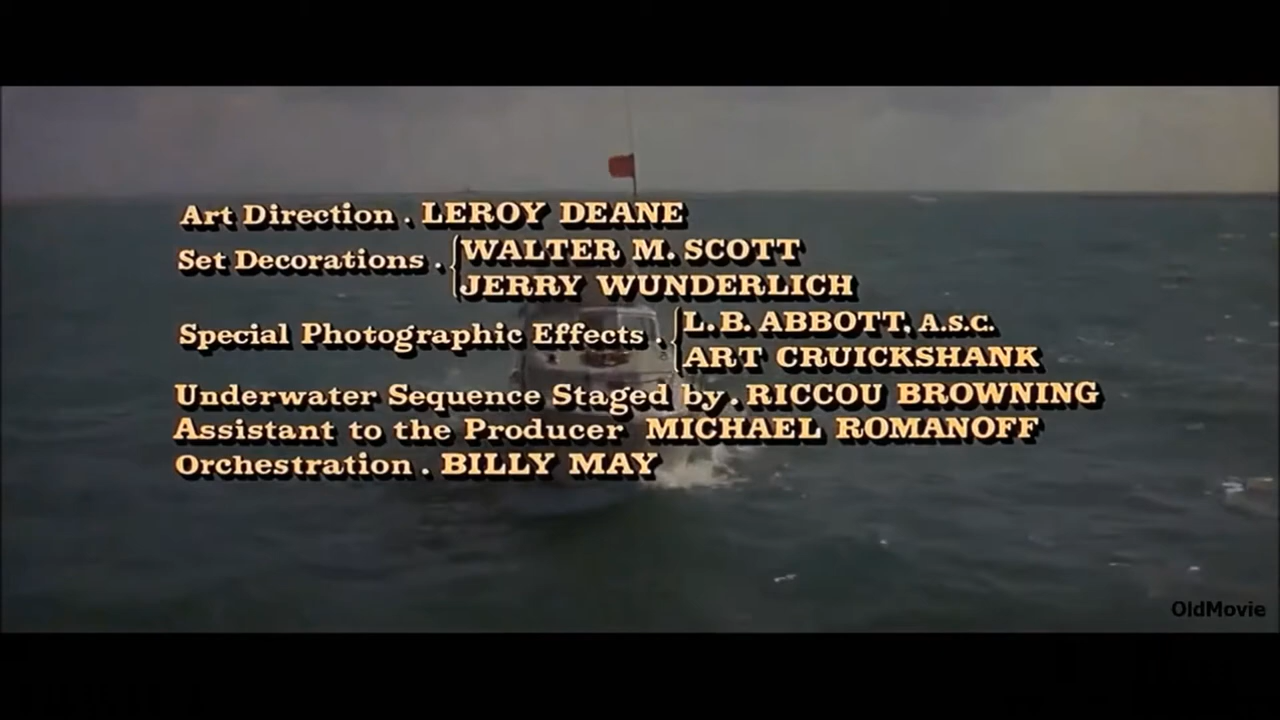 Art Direction . LEROY DEANE
Set Decorations . { WALTER M. SCOTT
JERRY WUNDERLICH
Special Photographic Effects . { L.B. ABBOTT, A.S.C.
ART CRUICKSHANK
Underwater Sequence Staged by . RICCOU BROWNING
Assistant to the Producer MICHAEL ROMANOFF
Orchestration . BILLY MAY
OldMovie